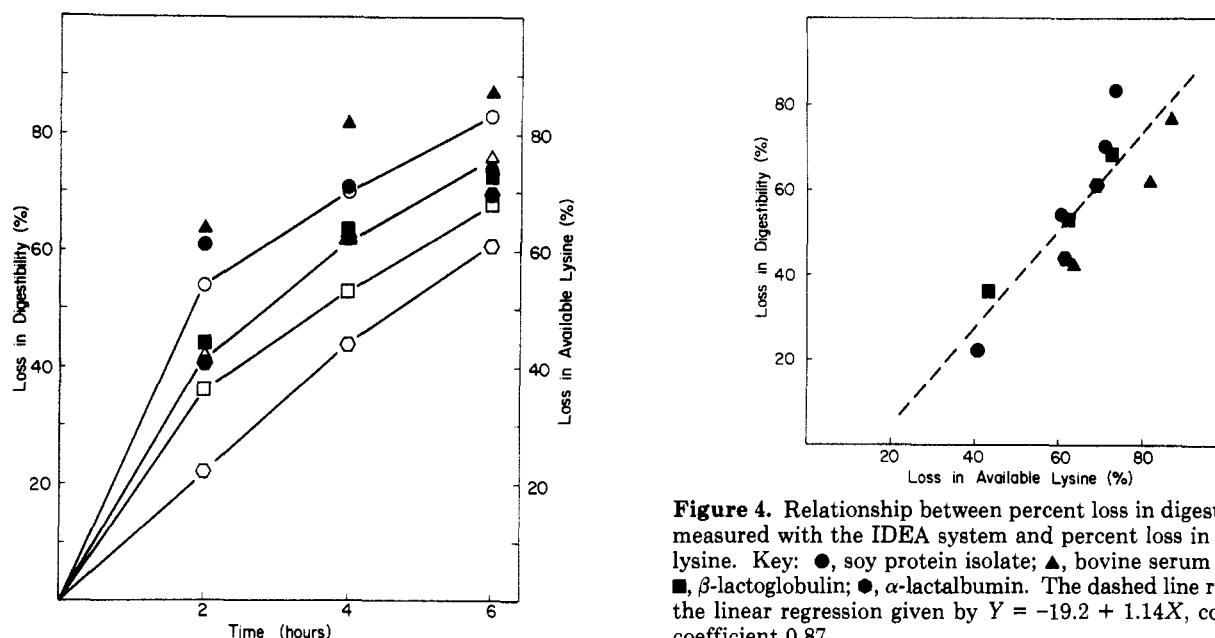 80
60
40
20
Loss in Digestibility (%)
2
4
6
Time (hours)
80
60
40
20
Loss in Available Lysine (%)
80
60
40
20
Loss in Digestibility (%)
20
40
60
80
Loss in Available Lysine (%)
Figure 4. Relationship between percent loss in digest
measured with the IDEA system and percent loss in
lysine. Key: ●, soy protein isolate; ▲, bovine serum
■, β-lactoglobulin; ⬢, α-lactalbumin. The dashed line r
the linear regression given by Y = −19.2 + 1.14X, co
coefficient 0.87